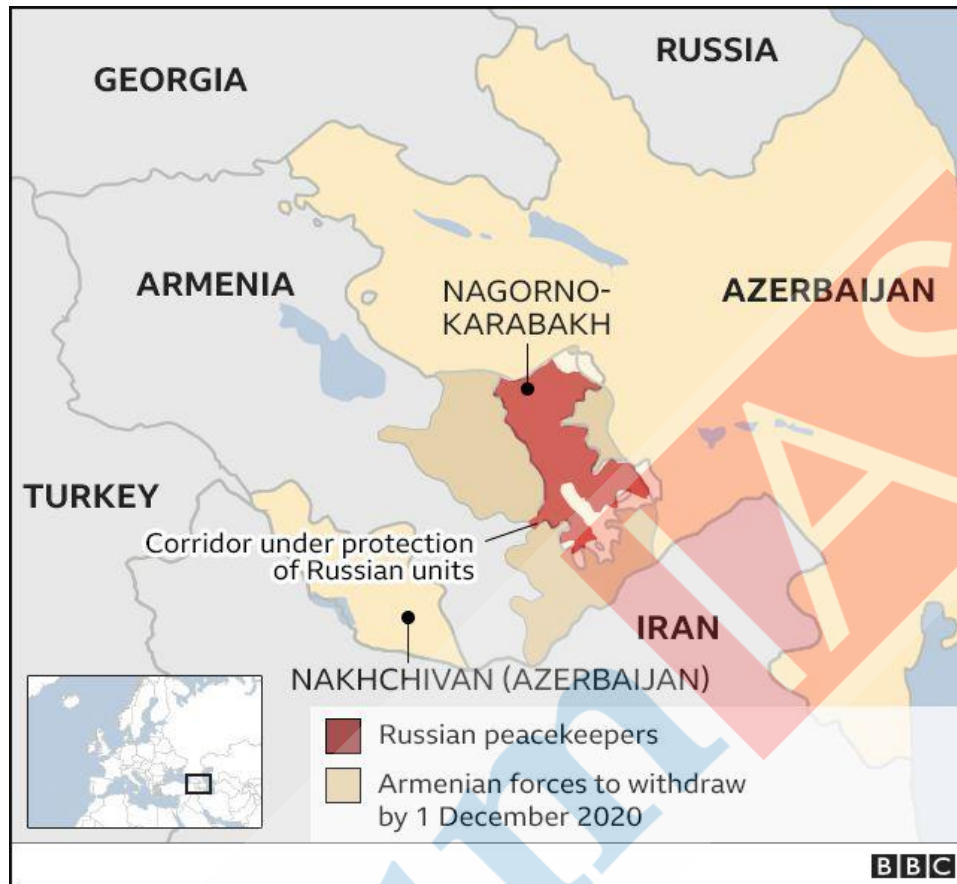 GEORGIA
RUSSIA
ARMENIA
NAGORNO-
KARABAKH
AZERBAIJAN
TURKEY
Corridor under protection
of Russian units
IRAN
NAKHCHIVAN (AZERBAIJAN)
Russian peacekeepers
Armenian forces to withdraw
by 1 December 2020
BBC